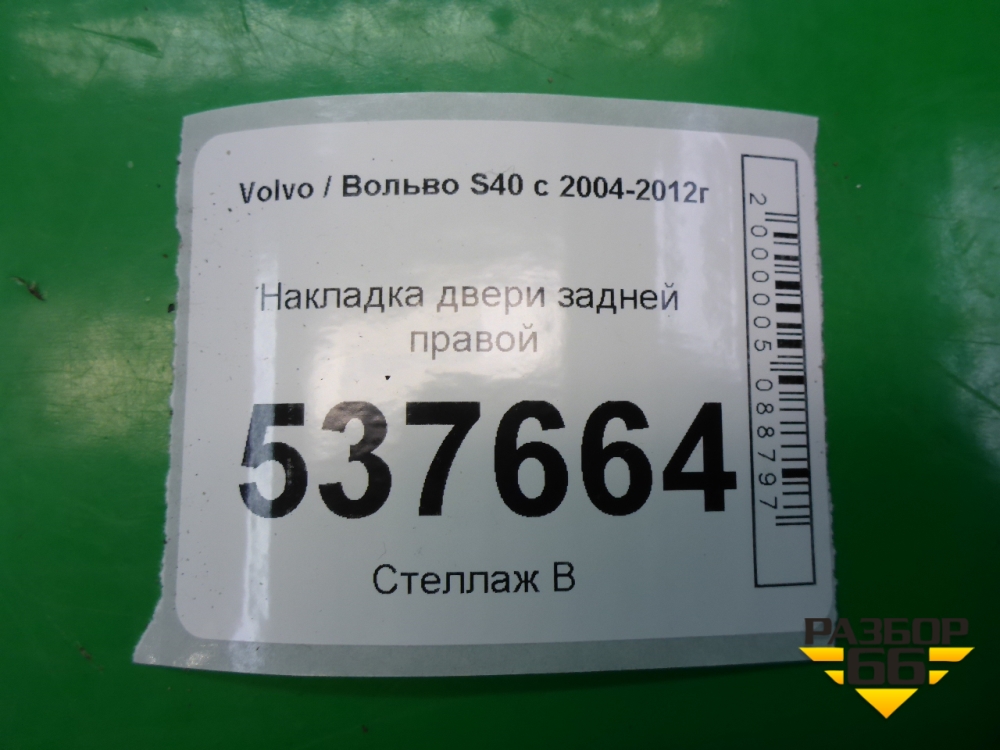 Volvo / Вольво S40 с 2004-2012г
Накладка двери задней
правой
537664
Стеллаж В
2000005088797
РАЗБОР
66